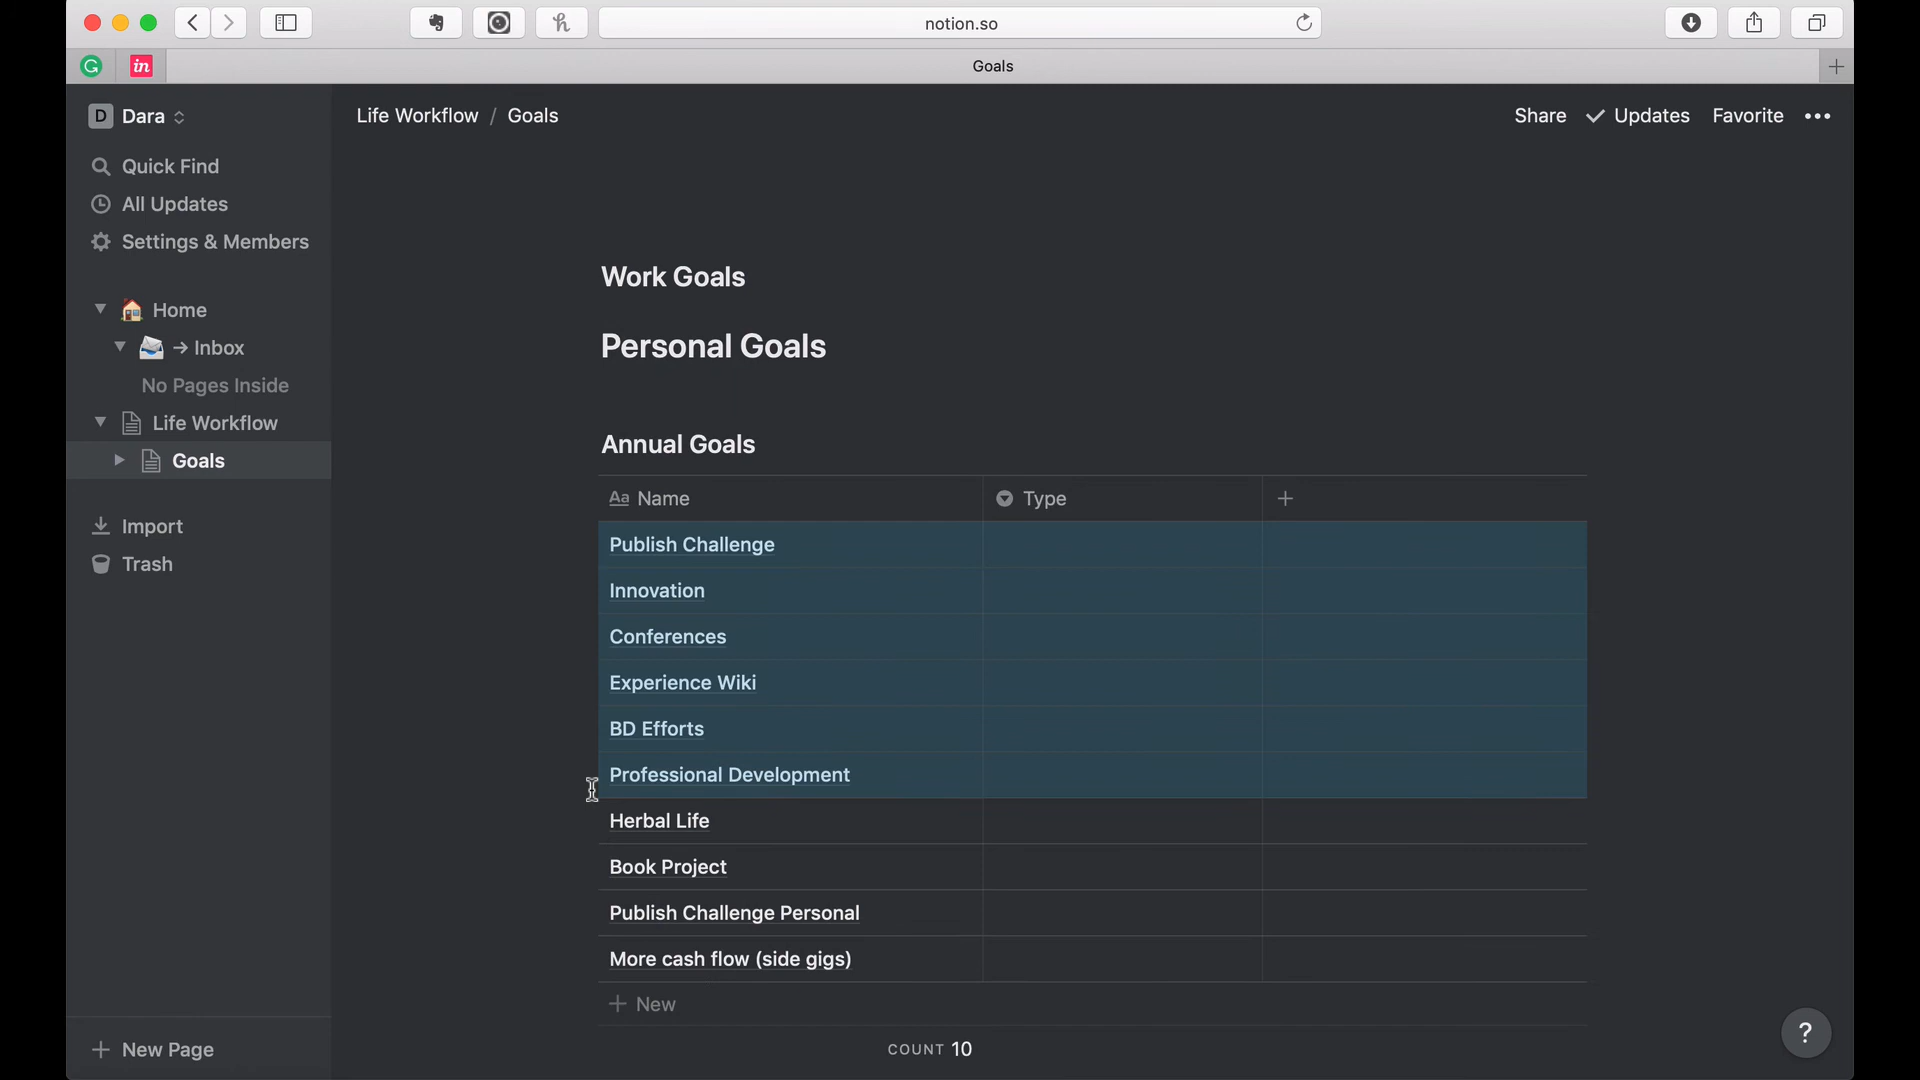 notion.so
in
Goals
D Dara
Life Workflow / Goals
Share
Updates
Favorite
Quick Find
All Updates
Settings & Members
Home
→ Inbox
No Pages Inside
Life Workflow
Goals
Import
Trash
+ New Page
Work Goals
Personal Goals
Annual Goals
Aa Name
Type
+
Publish Challenge
Innovation
Conferences
Experience Wiki
BD Efforts
Professional Development
Herbal Life
Book Project
Publish Challenge Personal
More cash flow (side gigs)
+ New
COUNT 10
?